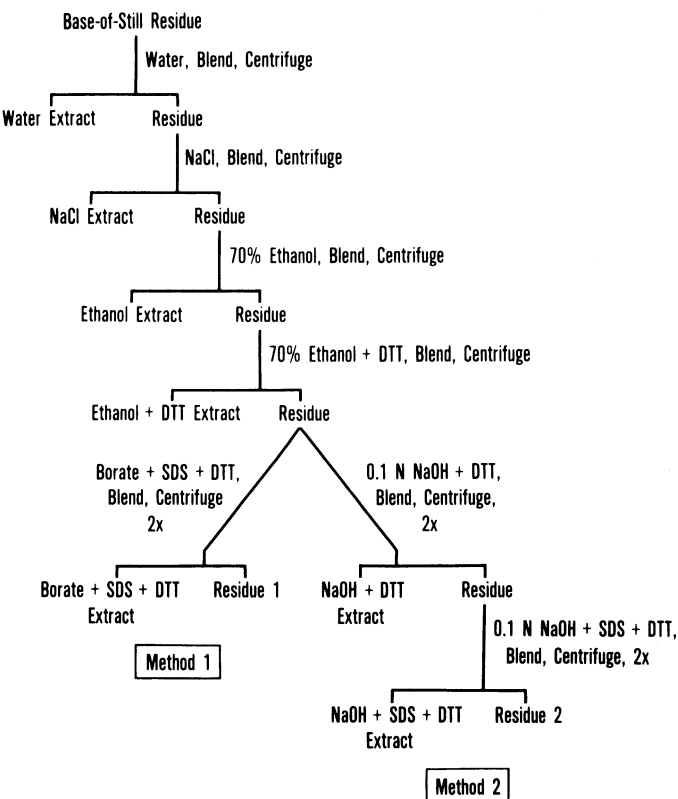 Base-of-Still Residue
Water, Blend, Centrifuge
Water Extract
Residue
NaCl, Blend, Centrifuge
NaCl Extract
Residue
70% Ethanol, Blend, Centrifuge
Ethanol Extract
Residue
70% Ethanol + DTT, Blend, Centrifuge
Ethanol + DTT Extract
Residue
Borate + SDS + DTT,
Blend, Centrifuge
2x
0.1 N NaOH + DTT,
Blend, Centrifuge,
2x
Borate + SDS + DTT
Extract
Residue 1
NaOH + DTT
Extract
Residue
Method 1
0.1 N NaOH + SDS + DTT,
Blend, Centrifuge, 2x
NaOH + SDS + DTT
Extract
Residue 2
Method 2